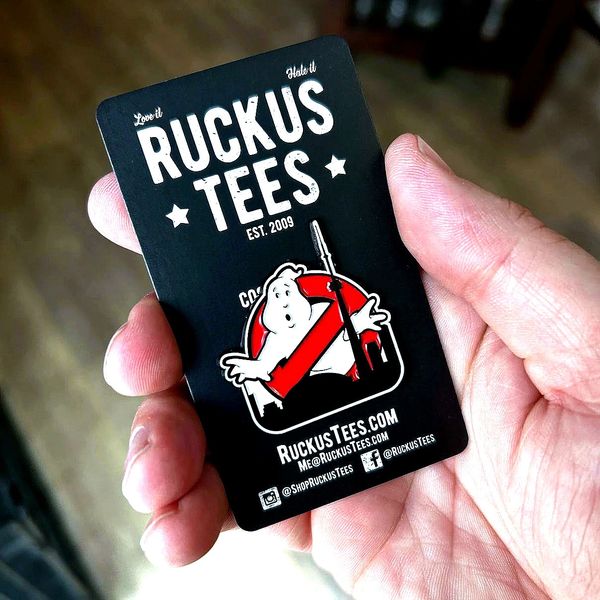 Love it
Hate it
RUCKUS
TEES
EST. 2009
RUCKUSTEES.COM
ME@RUCKUSTEES.COM
@SHOPRUCKUSTEES @RUCKUSTEES